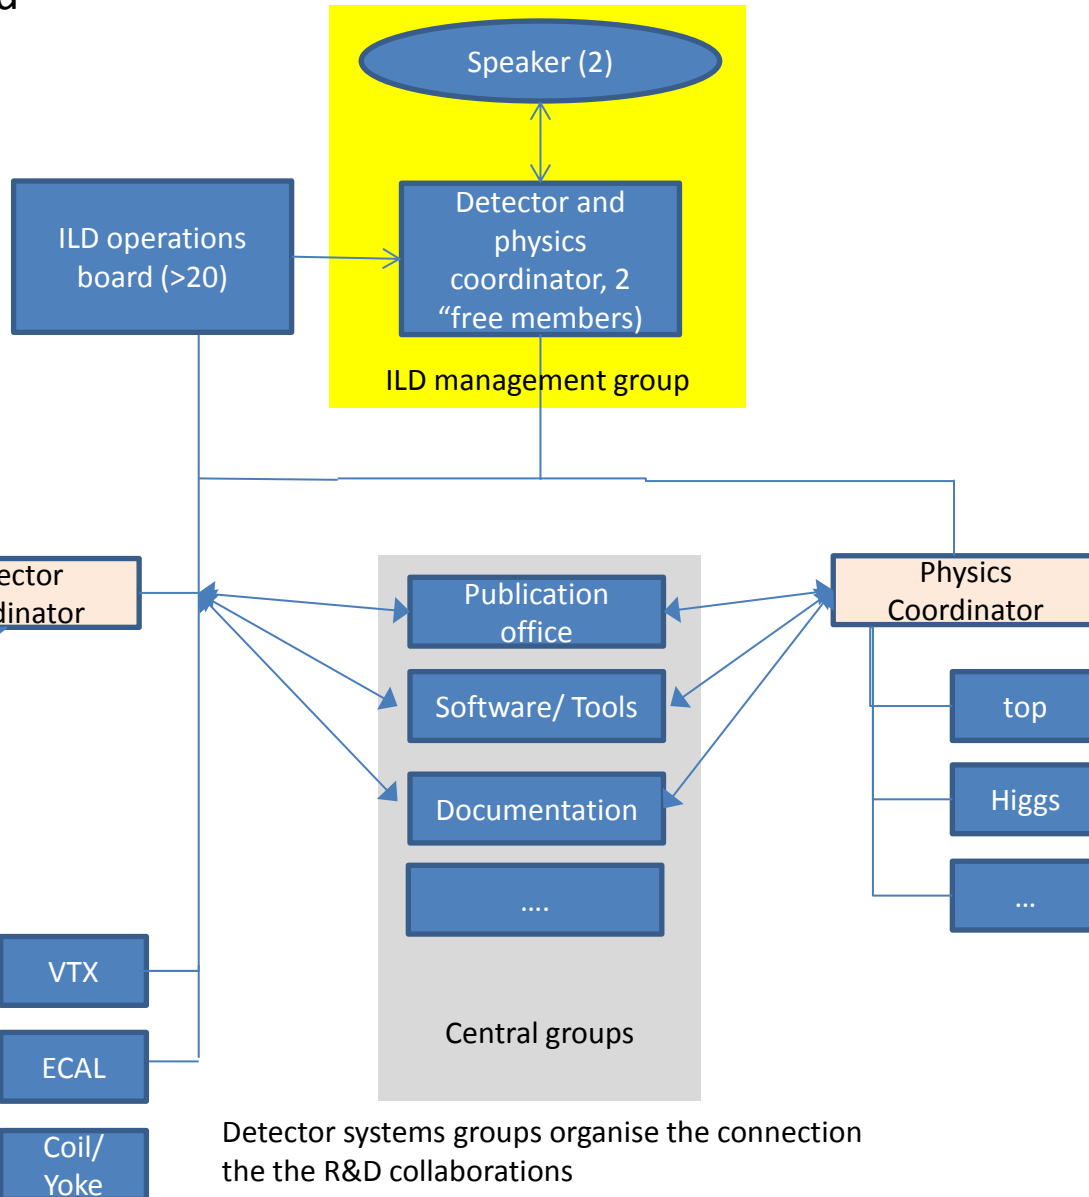 Speaker (2)
Detector and
physics
coordinator, 2
“free members)
ILD operations
board (>20)
ILD management group
ector
dinator
Publication
office
Physics
Coordinator
Software/ Tools
top
Documentation
Higgs
....
...
VTX
Central groups
ECAL
Coil/
Yoke
Detector systems groups organise the connection
the the R&D collaborations